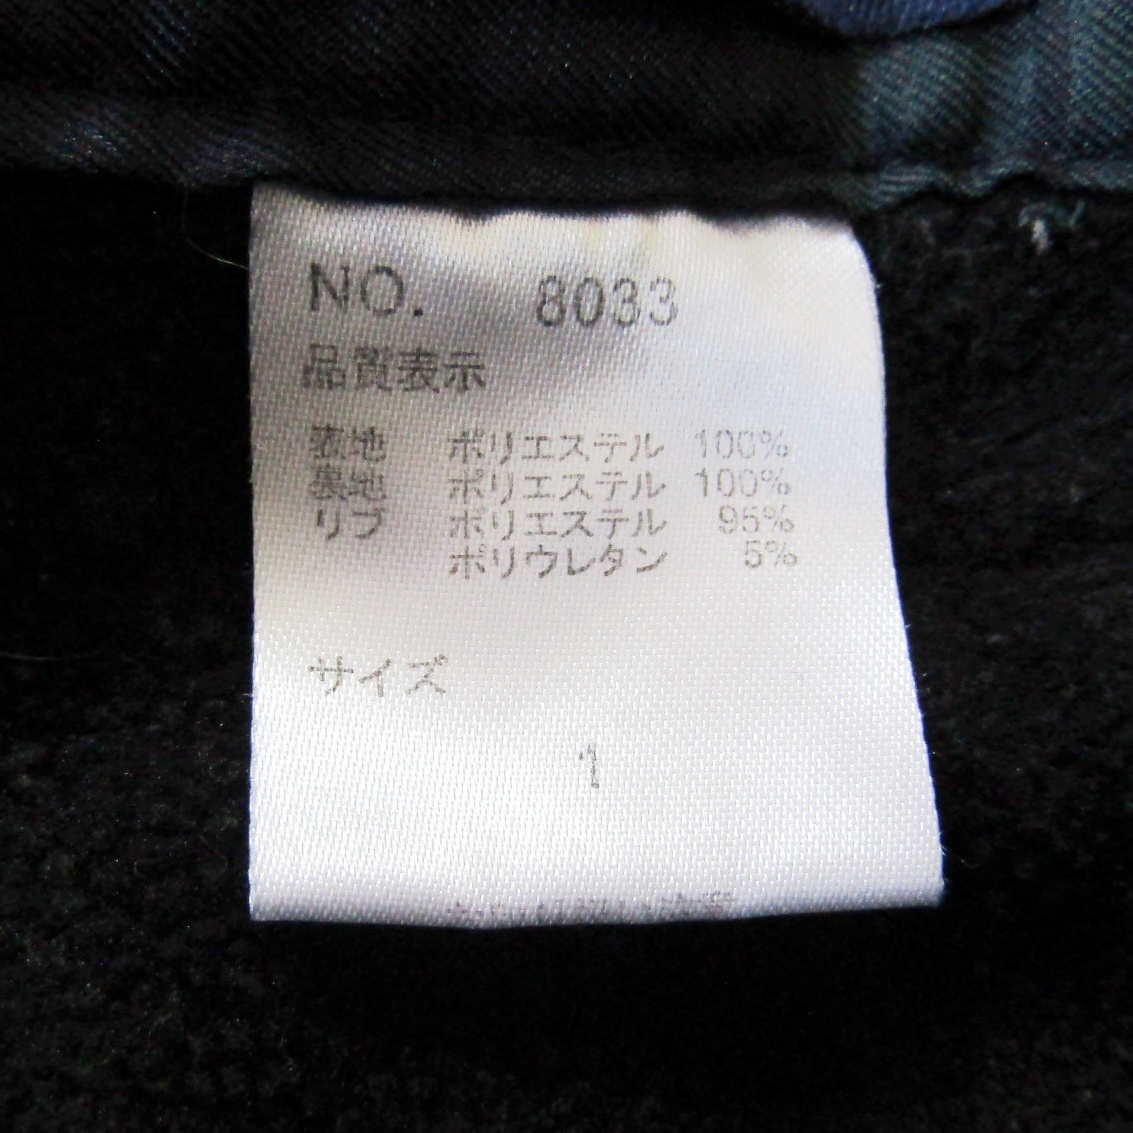 NO. 8033
品質表示
表地 ポリエステル 100%
裏地 ポリエステル 100%
リブ ポリエステル 95%
ポリウレタン 5%
サイズ
1